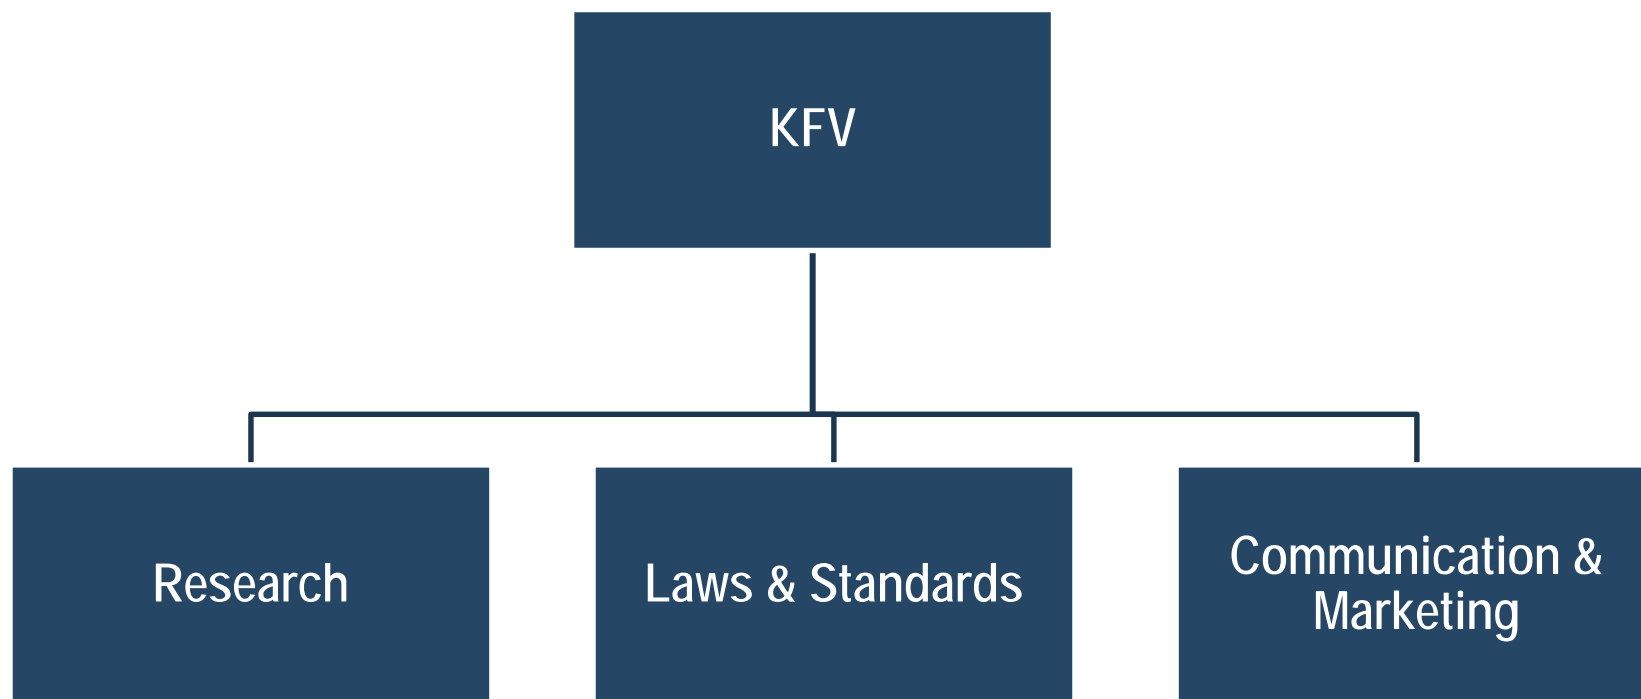 KFV
Research
Laws & Standards
Communication &
Marketing